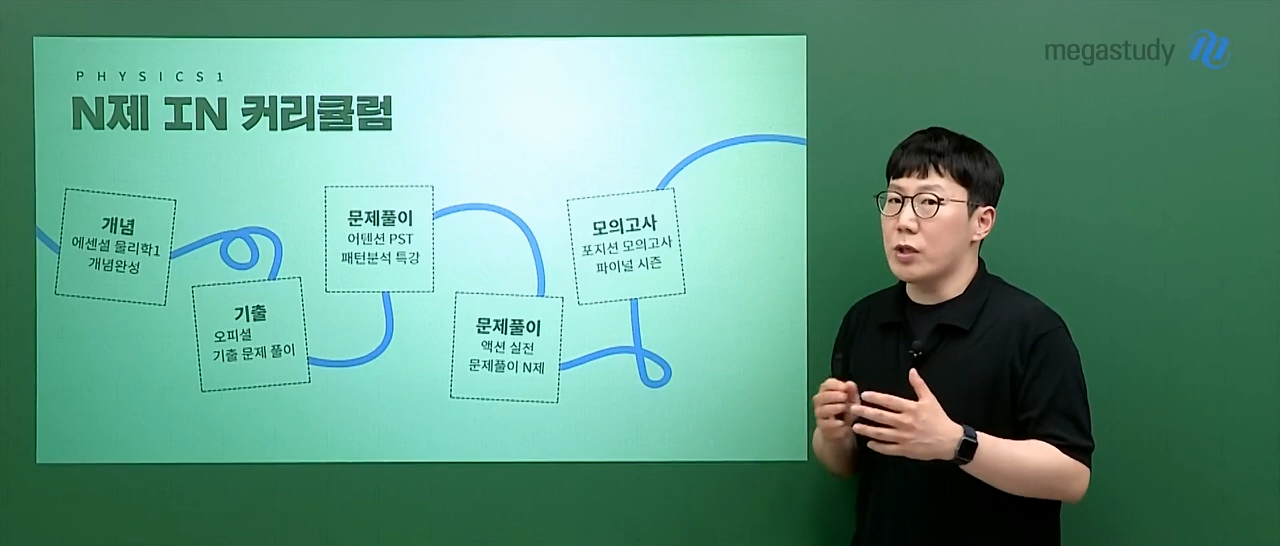 PHYSICS1
N제 IN 커리큘럼
megastudy
개념
에센셜 물리학1
개념완성
기출
오피셜
기출 문제 풀이
문제풀이
어텐션 PST
패턴분석 특강
문제풀이
액션 실전
문제풀이 N제
모의고사
포지션 모의고사
파이널 시즌